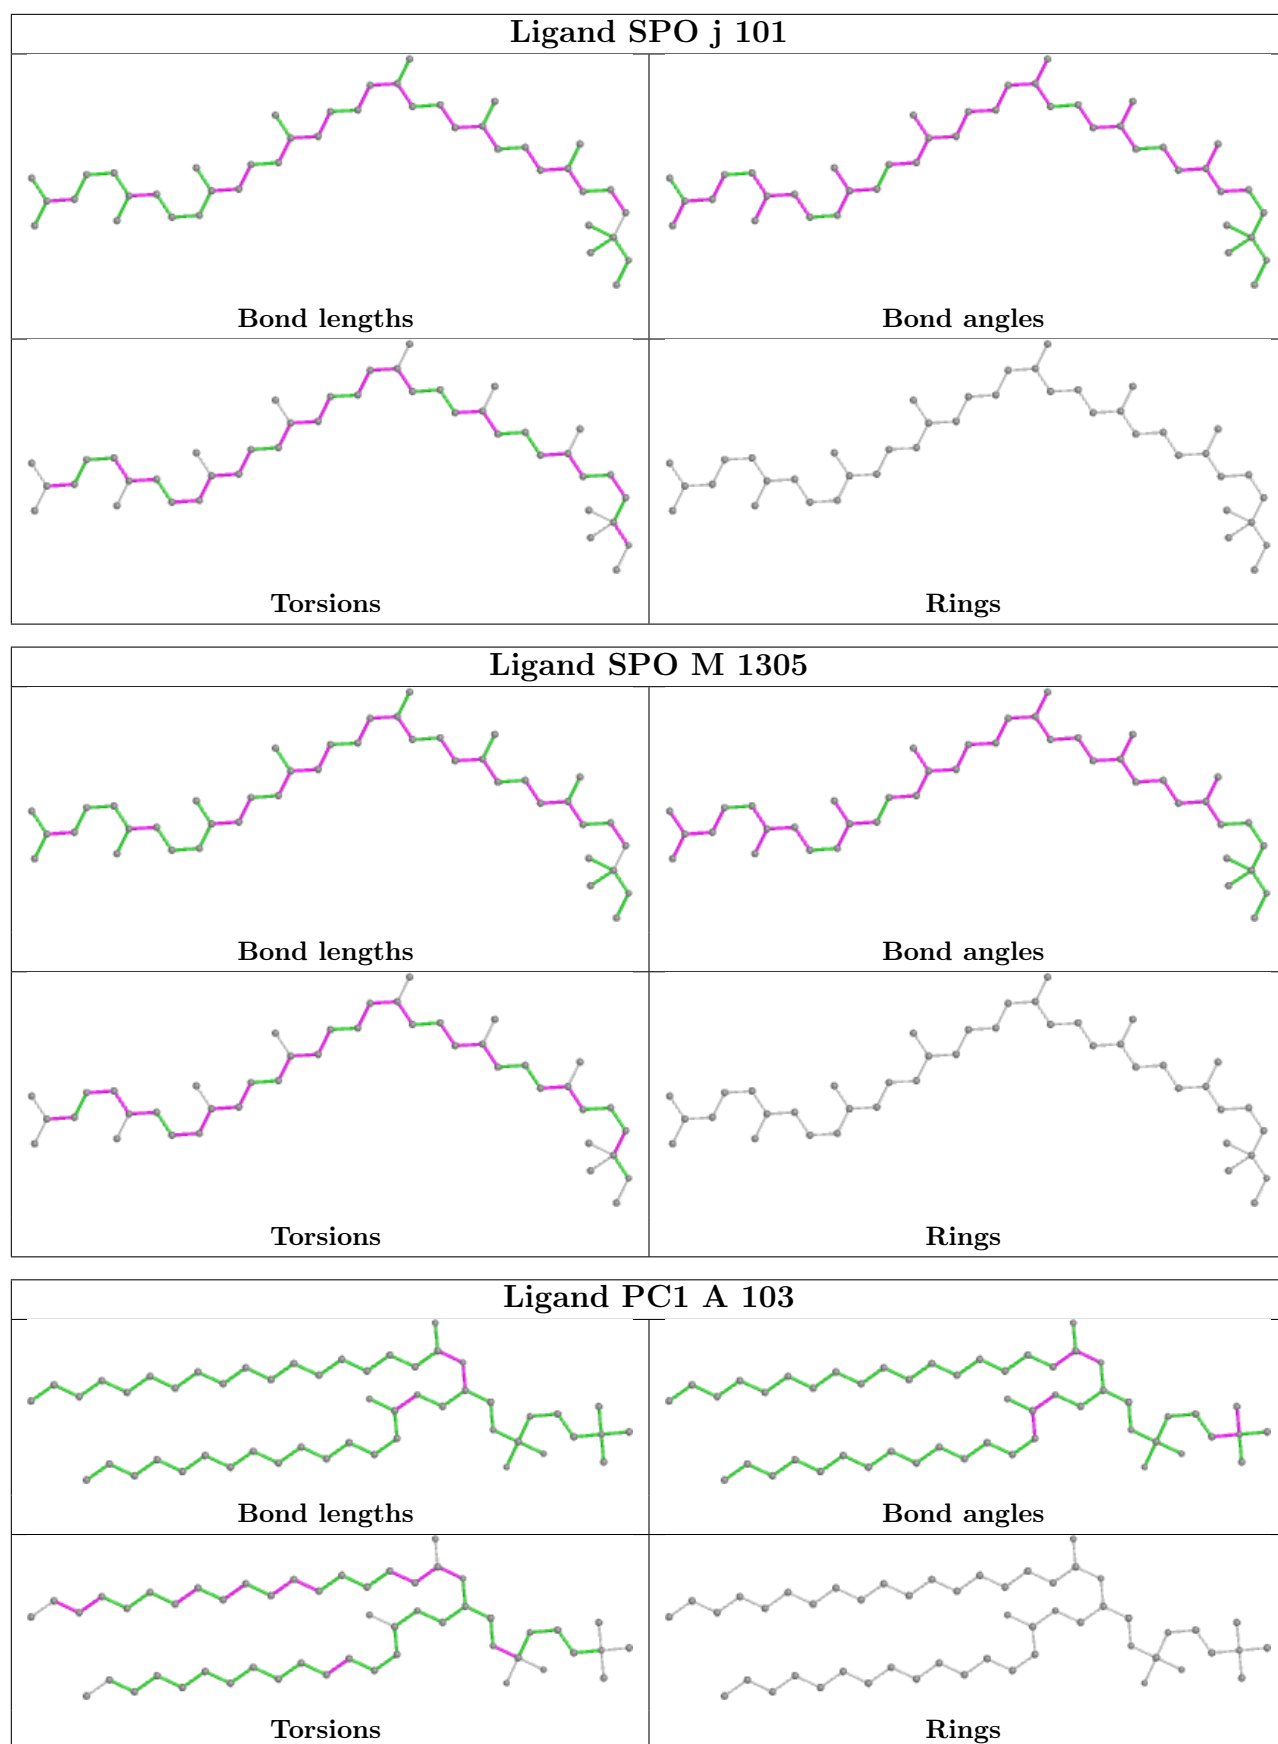 Ligand SPO j 101
Bond lengths
Bond angles
Torsions
Rings
Ligand SPO M 1305
Bond lengths
Bond angles
Torsions
Rings
Ligand PC1 A 103
Bond lengths
Bond angles
Torsions
Rings